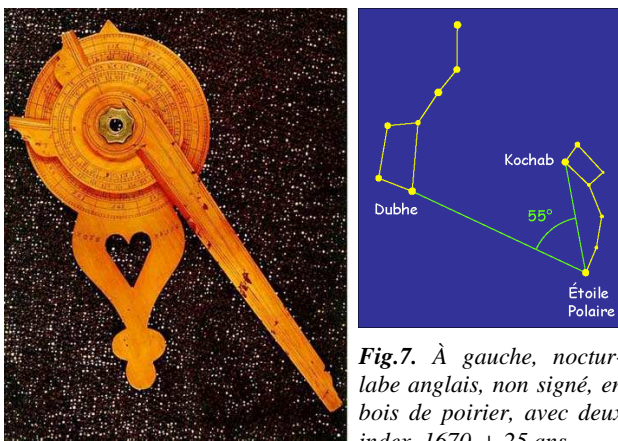 Kochab
Dubhe
55°
Étoile
Polaire
Fig.7. À gauche, noctur-
labe anglais, non signé, en
bois de poirier, avec deux
index, 1670 ± 25 ans